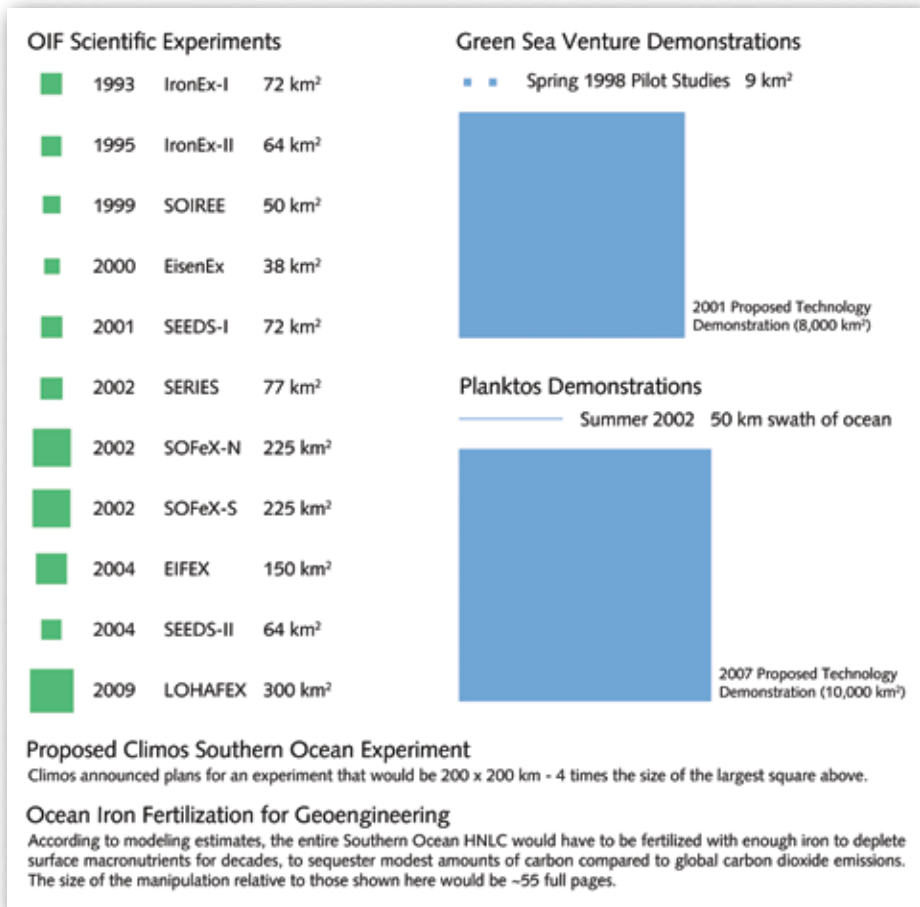 OIF Scientific Experiments
1993 IronEx-I 72 km²
1995 IronEx-II 64 km²
1999 SOIREE 50 km²
2000 EisenEx 38 km²
2001 SEEDS-I 72 km²
2002 SERIES 77 km²
2002 SOFeX-N 225 km²
2002 SOFeX-S 225 km²
2004 EIFEX 150 km²
2004 SEEDS-II 64 km²
2009 LOHAFEX 300 km²
Green Sea Venture Demonstrations
Spring 1998 Pilot Studies 9 km²
2001 Proposed Technology
Demonstration (8,000 km²)
Planktos Demonstrations
Summer 2002 50 km swath of ocean
2007 Proposed Technology
Demonstration (10,000 km²)
Proposed Climos Southern Ocean Experiment
Climos announced plans for an experiment that would be 200 x 200 km - 4 times the size of the largest square above.
Ocean Iron Fertilization for Geoengineering
According to modeling estimates, the entire Southern Ocean HNLC would have to be fertilized with enough iron to deplete
surface macronutrients for decades, to sequester modest amounts of carbon compared to global carbon dioxide emissions.
The size of the manipulation relative to those shown here would be ~55 full pages.